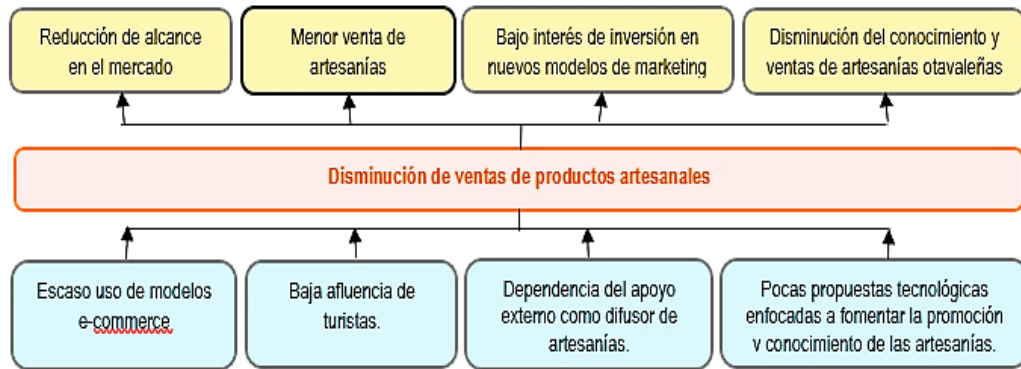 Reducción de alcance
en el mercado
Menor venta de
artesanías
Bajo interés de inversión en
nuevos modelos de marketing
Disminución del conocimiento y
ventas de artesanías otavaleñas
Disminución de ventas de productos artesanales
Escaso uso de modelos
e-commerce
Baja afluencia de
turistas.
Dependencia del apoyo
externo como difusor de
artesanías.
Pocas propuestas tecnológicas
enfocadas a fomentar la promoción
y conocimiento de las artesanías.